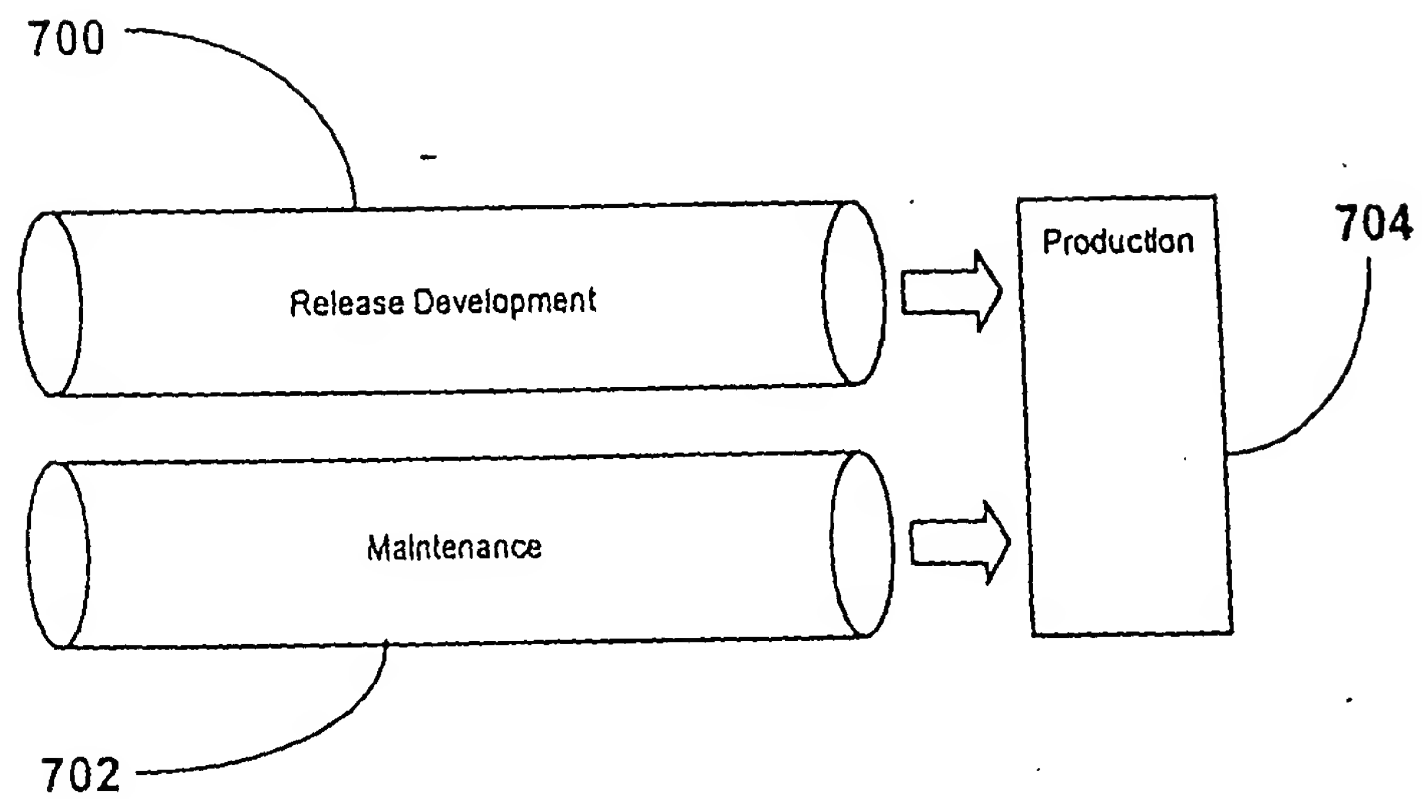 700
Release Development
Production
704
Maintenance
702